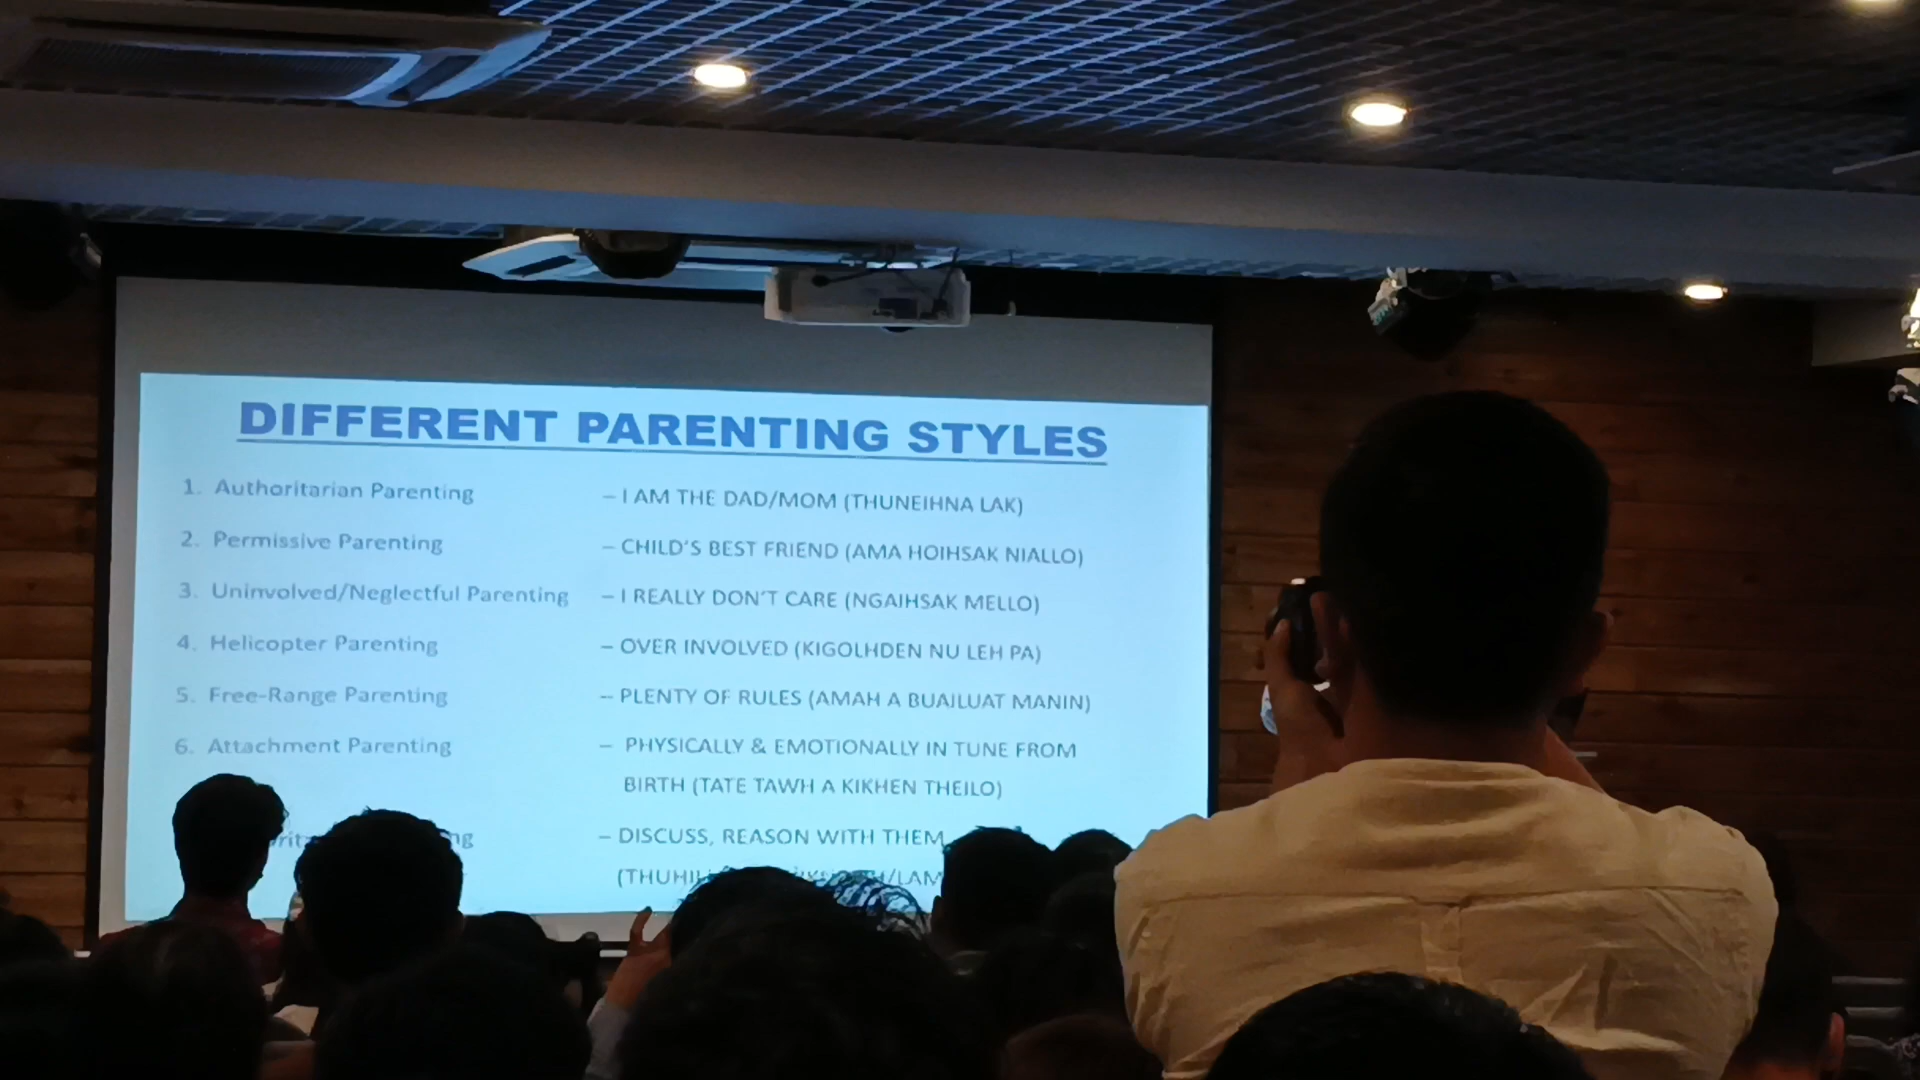 DIFFERENT PARENTING STYLES
1. Authoritarian Parenting – I AM THE DAD/MOM (THUNEIHNA LAK)
2. Permissive Parenting – CHILD'S BEST FRIEND (AMA HOIHSAK NIALLO)
3. Uninvolved/Neglectful Parenting – I REALLY DON'T CARE (NGAIHSAK MELLO)
4. Helicopter Parenting – OVER INVOLVED (KIGOLHDEN NU LEH PA)
5. Free-Range Parenting – PLENTY OF RULES (AMAH A BUAILUAT MANIN)
6. Attachment Parenting – PHYSICALLY & EMOTIONALLY IN TUNE FROM
BIRTH (TATE TAWH A KIKHEN THEILO)
– DISCUSS, REASON WITH THEM